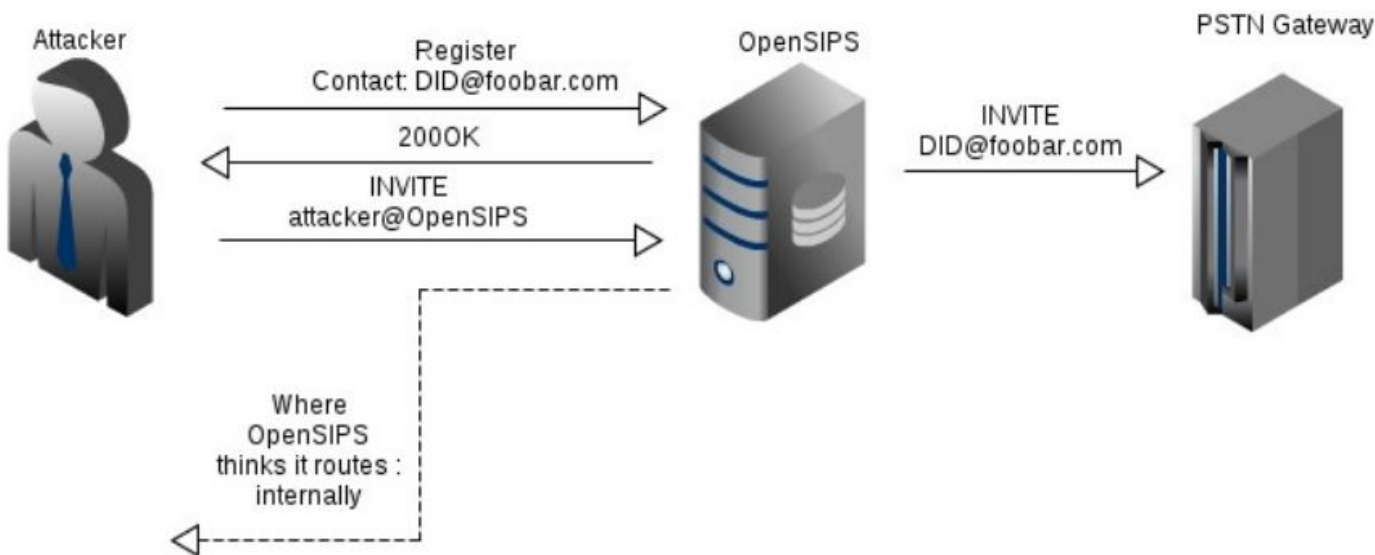 Attacker
Register
Contact: DID@foobar.com
200OK
INVITE
attacker@OpenSIPS
OpenSIPS
INVITE
DID@foobar.com
PSTN Gateway
Where
OpenSIPS
thinks it routes :
internally